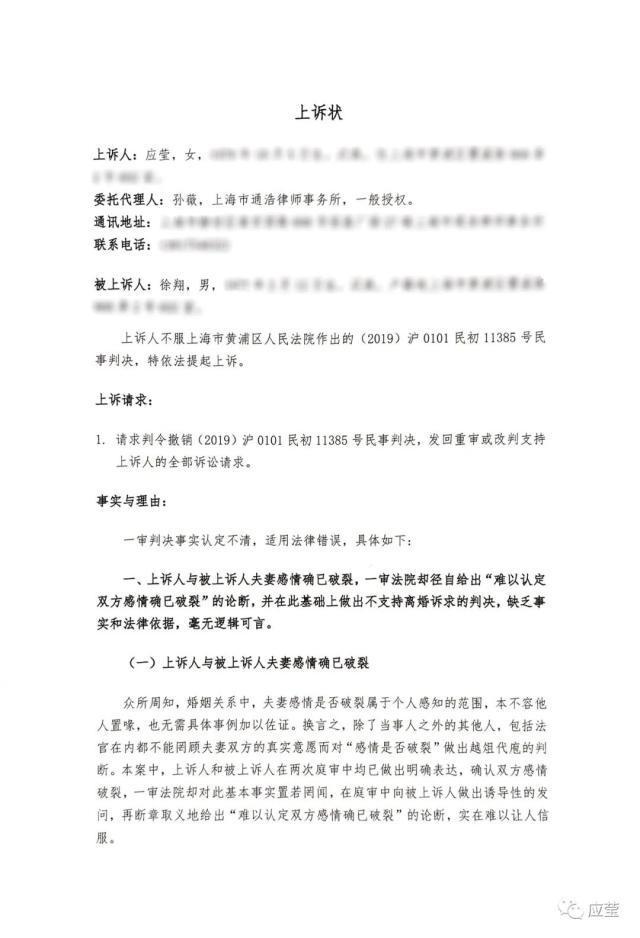 上诉状
上诉人：应莹，女，
委托代理人：孙薇，上海市通浩律师事务所，一般授权。
通讯地址：
联系电话：
被上诉人：徐翔，男，
上诉人不服上海市黄浦区人民法院作出的（2019）沪 0101 民初 11385 号民
事判决，特依法提起上诉。
上诉请求：
1. 请求判令撤销（2019）沪 0101 民初 11385 号民事判决，发回重审或改判支持
上诉人的全部诉讼请求。
事实与理由：
一审判决事实认定不清，适用法律错误，具体如下：
一、上诉人与被上诉人夫妻感情确已破裂，一审法院却径自给出“难以认定
双方感情确已破裂”的论断，并在此基础上做出不支持离婚诉求的判决，缺乏事
实和法律依据，毫无逻辑可言。
（一）上诉人与被上诉人夫妻感情确已破裂
众所周知，婚姻关系中，夫妻感情是否破裂属于个人感知的范围，本不容他
人置喙，也无需具体事例加以佐证。换言之，除了当事人之外的其他人，包括法
官在内都不能罔顾夫妻双方的真实意愿而对“感情是否破裂”做出越俎代庖的判
断。本案中，上诉人和被上诉人在两次庭审中均已做出明确表达，确认双方感情
破裂，一审法院却对此基本事实置若罔闻，在庭审中向被上诉人做出诱导性的发
问，再断章取义地给出“难以认定双方感情确已破裂”的论断，实在难以让人信
服。
应莹